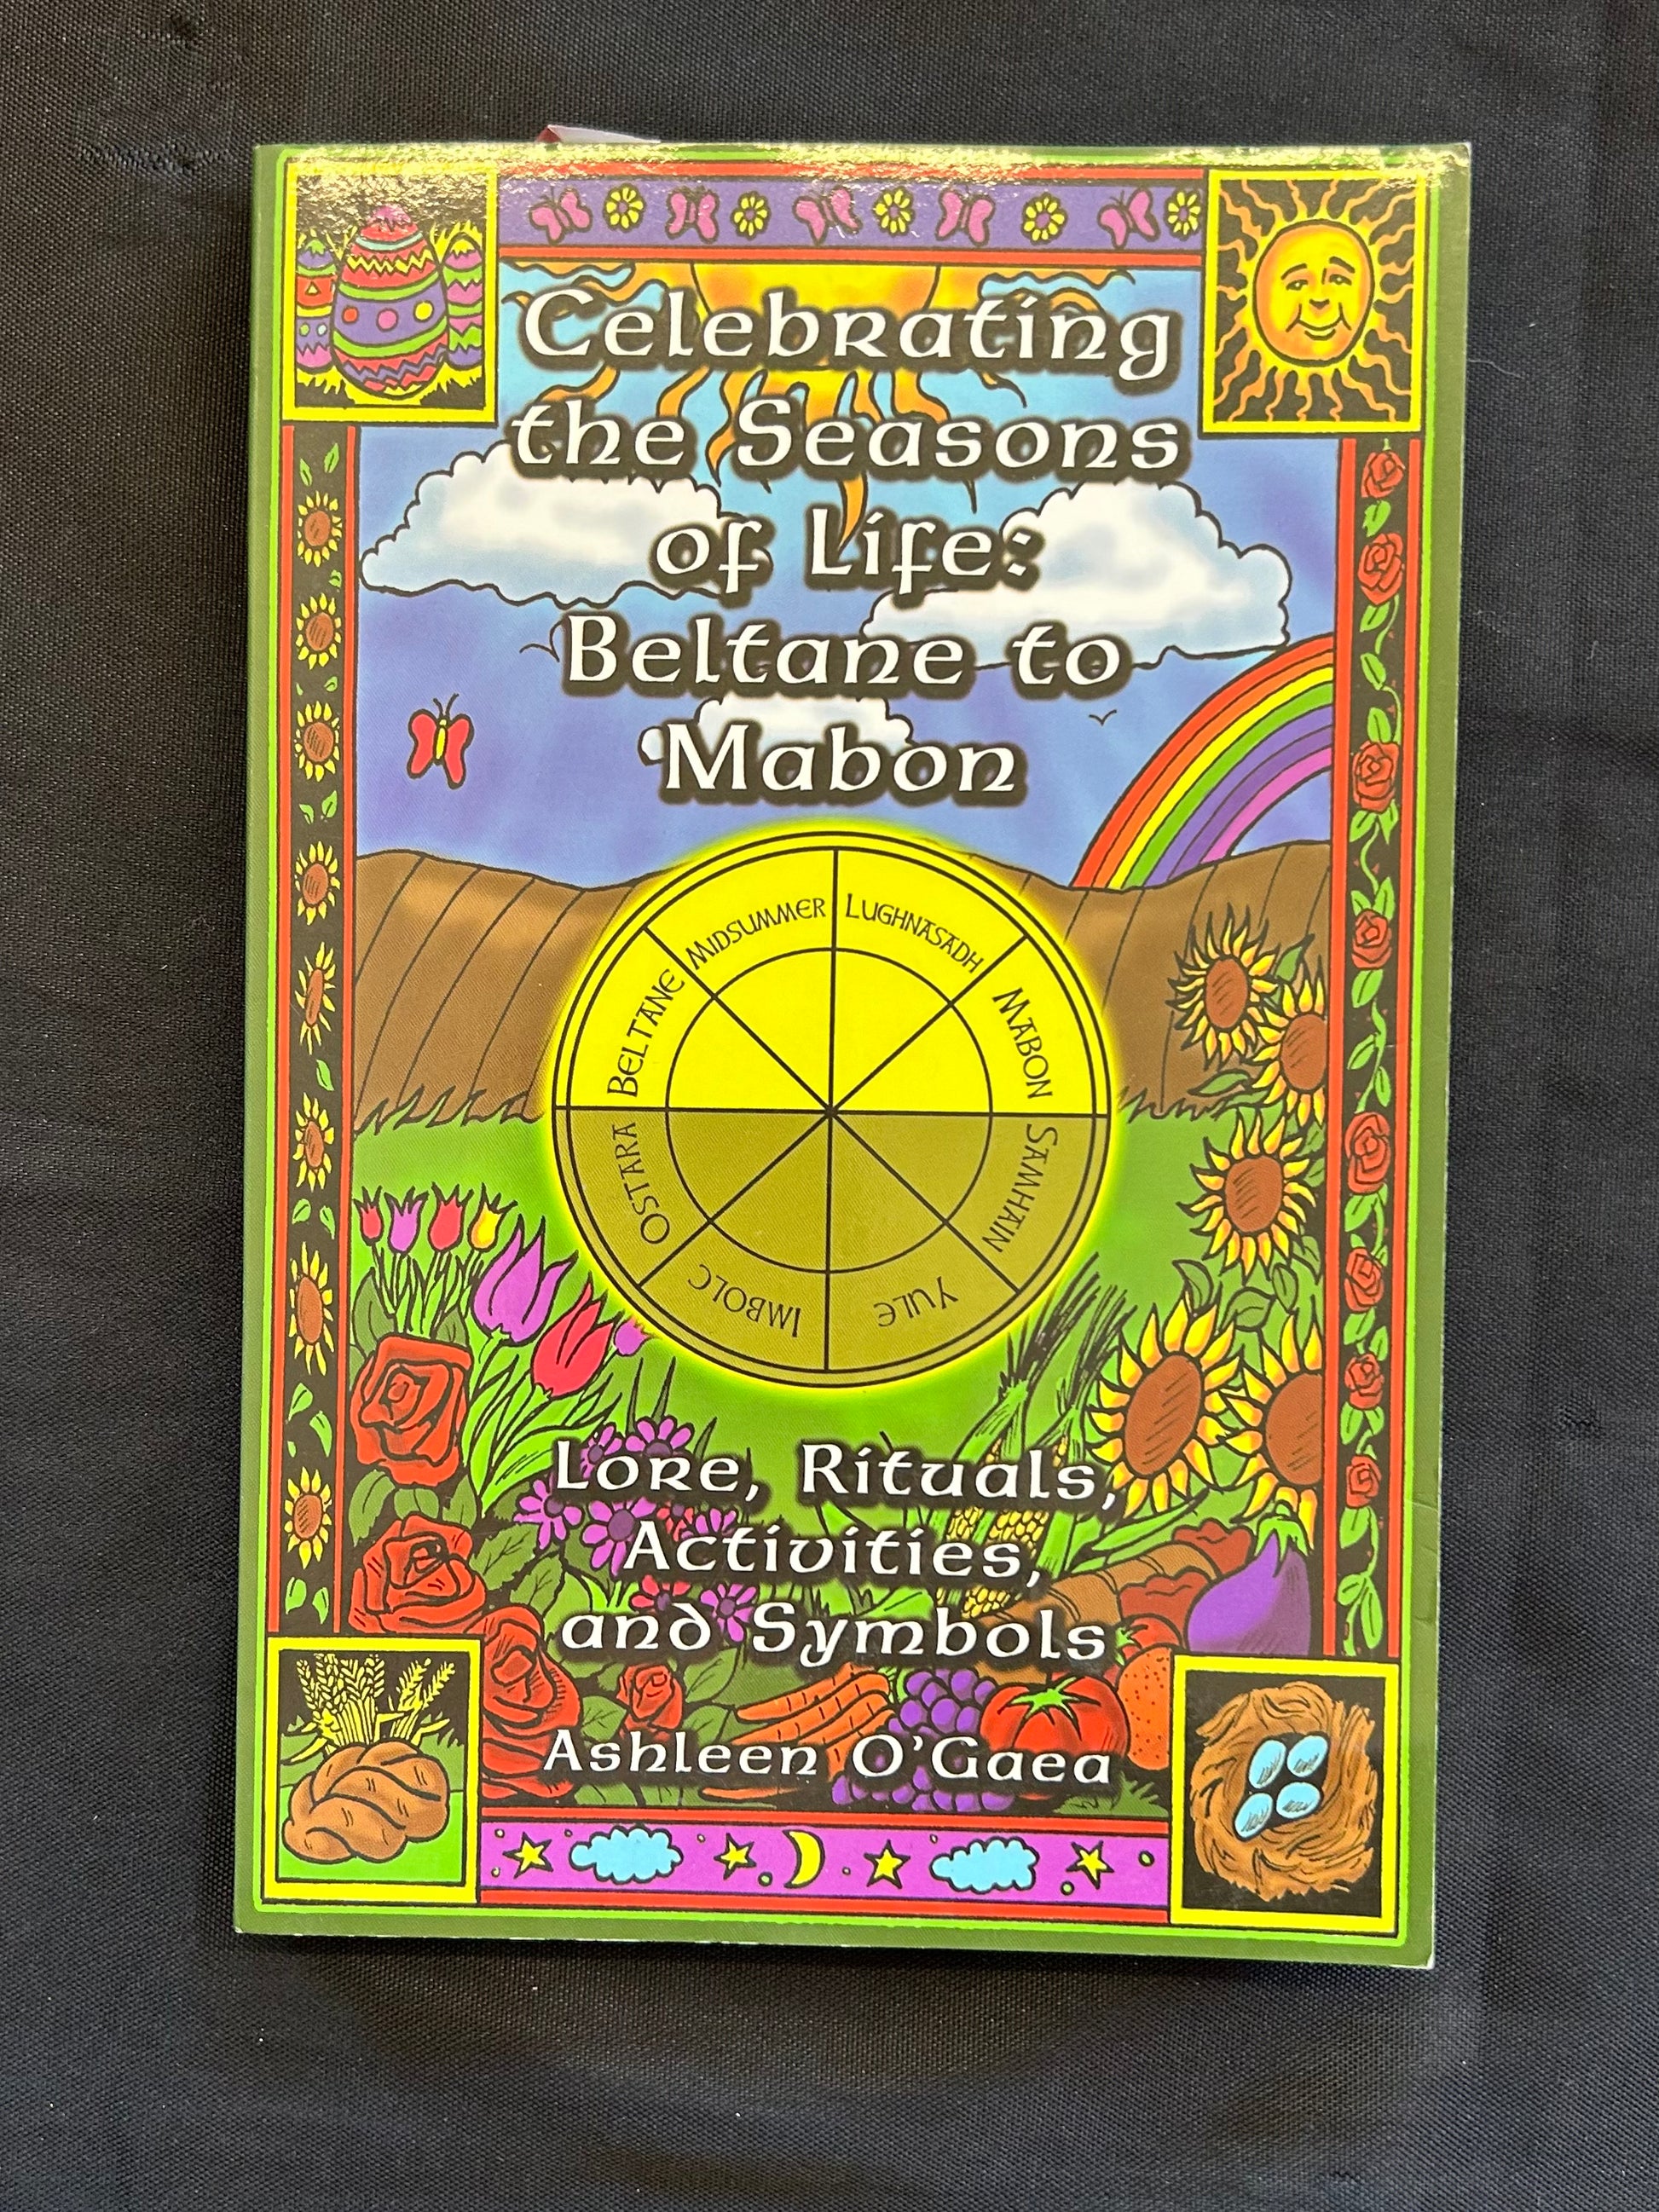 Celebrating
the Seasons
of Life:
Beltane to
Mabon
MIDSUMMER
LUGHNASADH
BELTANE
MABON
OSTARA
SAMHAIN
IMBOLC
YULE
Lore, Rituals,
Activities,
and Symbols
Ashleen O'Gaea